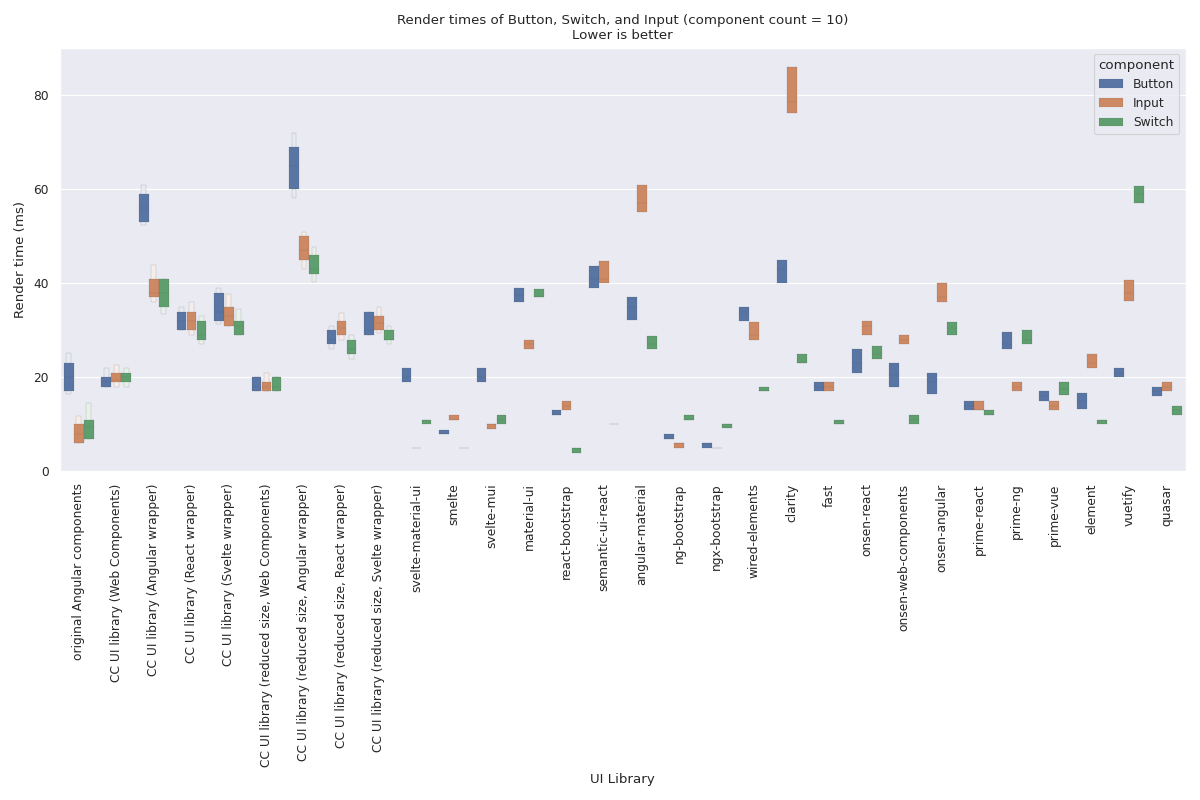 Render times of Button, Switch, and Input (component count = 10)
Lower is better
component
Button
Input
Switch
Render time (ms)
80
60
40
20
0
original Angular components
CC UI library (Web Components)
CC UI library (Angular wrapper)
CC UI library (React wrapper)
CC UI library (Svelte wrapper)
CC UI library (reduced size, Web Components)
CC UI library (reduced size, Angular wrapper)
CC UI library (reduced size, React wrapper)
CC UI library (reduced size, Svelte wrapper)
svelte-material-ui
smelte
svelte-mui
material-ui
react-bootstrap
semantic-ui-react
angular-material
ng-bootstrap
ngx-bootstrap
wired-elements
clarity
fast
onsen-react
onsen-web-components
onsen-angular
prime-react
prime-ng
prime-vue
element
vuetify
quasar
UI Library